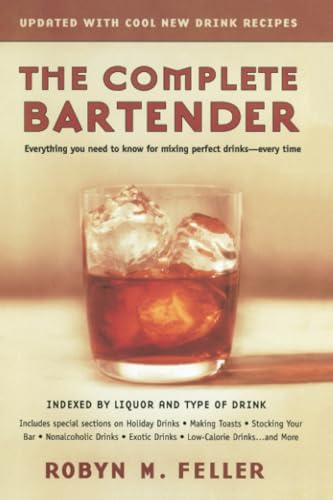 UPDATED WITH COOL NEW DRINK RECIPES
THE COMPLETE
BARTENDER
Everything you need to know for mixing perfect drinks—every time
INDEXED BY LIQUOR AND TYPE OF DRINK
Includes special sections on Holiday Drinks • Making Toasts • Stocking Your
Bar • Nonalcoholic Drinks • Exotic Drinks • Low-Calorie Drinks...and More
ROBYN M. FELLER